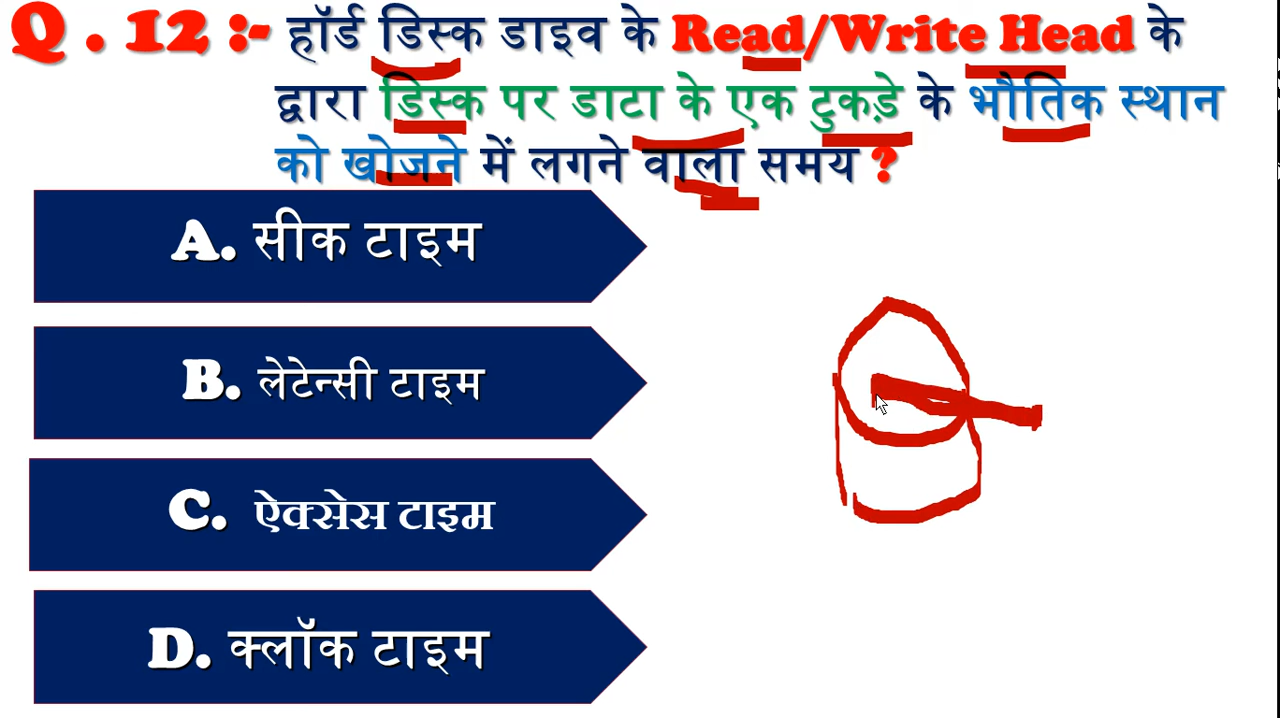 Q . 12 :- हॉर्ड डिस्क डाइव के Read/Write Head के
द्वारा डिस्क पर डाटा के एक टुकड़े के भौतिक स्थान
को खोजने में लगने वाला समय ?
A. सीक टाइम
B. लेटेन्सी टाइम
C. ऐक्सेस टाइम
D. क्लॉक टाइम